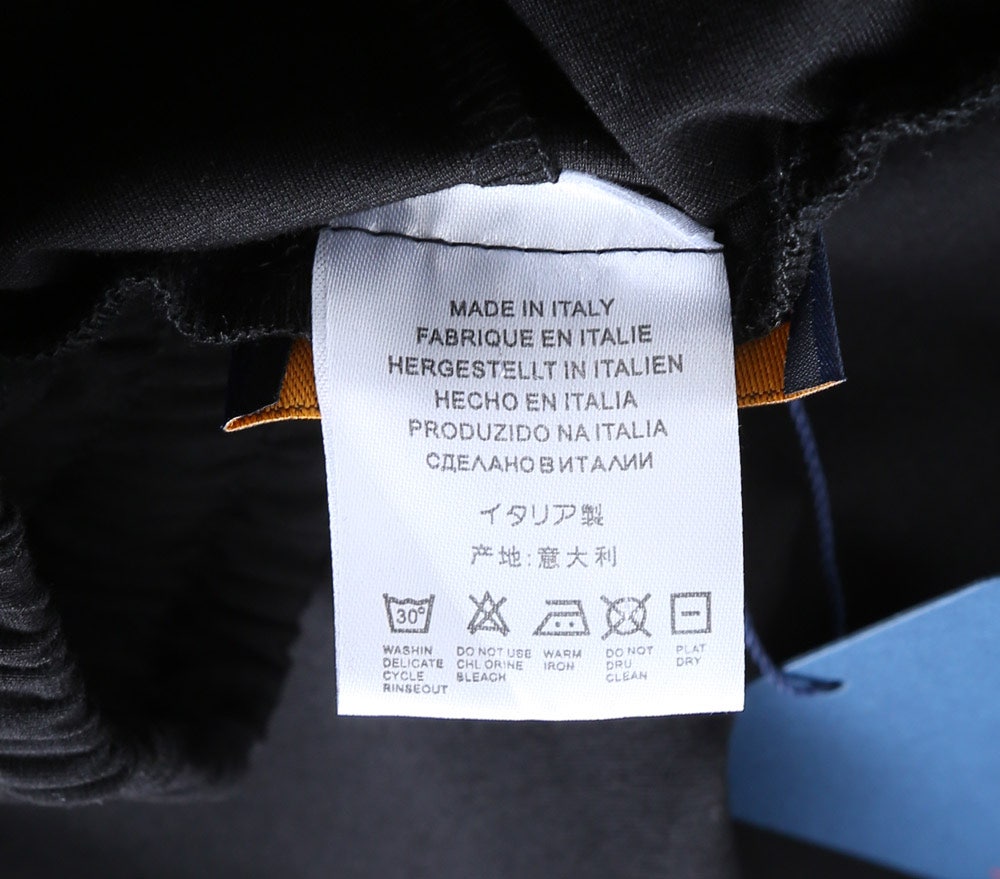 MADE IN ITALY
FABRIQUE EN ITALIE
HERGESTELLT IN ITALIEN
HECHO EN ITALIA
PRODUZIDO NA ITALIA
СДЕЛАНО В ИТАЛИИ
イタリア製
产地:意大利
30°
WASHIN DELICATE CYCLE RINSEOUT
DO NOT USE CHLORINE BLEACH
WARM IRON
DO NOT DRU CLEAN
PLAT DRY